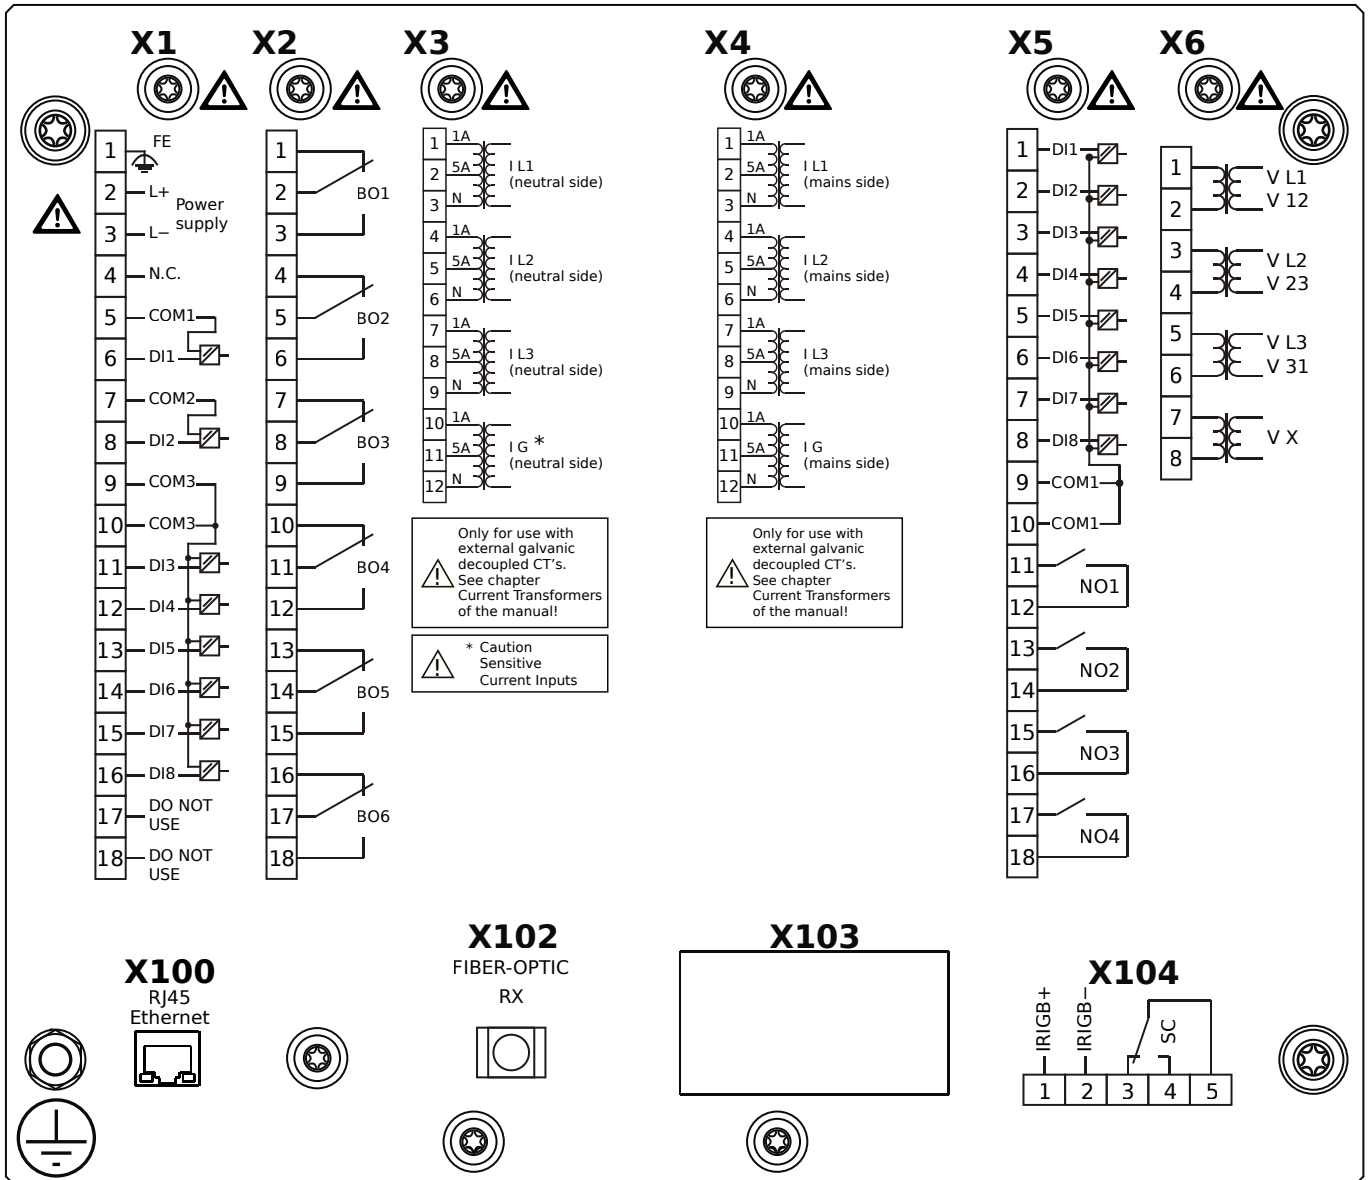 X1 X2 X3 X4 X5 X6
1 FE
2 L+ Power
supply
3 L−
4 N.C.
5 COM1
6 DI1
7 COM2
8 DI2
9 COM3
10 COM3
11 DI3
12 DI4
13 DI5
14 DI6
15 DI7
16 DI8
17 DO NOT
USE
18 DO NOT
USE
1
2 BO1
3
4
5 BO2
6
7
8 BO3
9
10
11 BO4
12
13
14 BO5
15
16
17 BO6
18
1 1A
2 5A I L1
(neutral side)
3 N
4 1A
5 5A I L2
(neutral side)
6 N
7 1A
8 5A I L3
(neutral side)
9 N
10 1A
11 5A I G *
(neutral side)
12 N
Only for use with
external galvanic
decoupled CT’s.
See chapter
Current Transformers
of the manual!
* Caution
Sensitive
Current Inputs
1 1A
2 5A I L1
(mains side)
3 N
4 1A
5 5A I L2
(mains side)
6 N
7 1A
8 5A I L3
(mains side)
9 N
10 1A
11 5A I G
(mains side)
12 N
Only for use with
external galvanic
decoupled CT’s.
See chapter
Current Transformers
of the manual!
1 DI1
2 DI2
3 DI3
4 DI4
5 DI5
6 DI6
7 DI7
8 DI8
9 COM1
10 COM1
11
NO1
12
13
NO2
14
15
NO3
16
17
NO4
18
1 V L1
2 V 12
3 V L2
4 V 23
5 V L3
6 V 31
7
V X
8
X100
RJ45
Ethernet
X102
FIBER-OPTIC
RX
X103
X104
IRIGB+
IRIGB−
SC
1 2 3 4 5